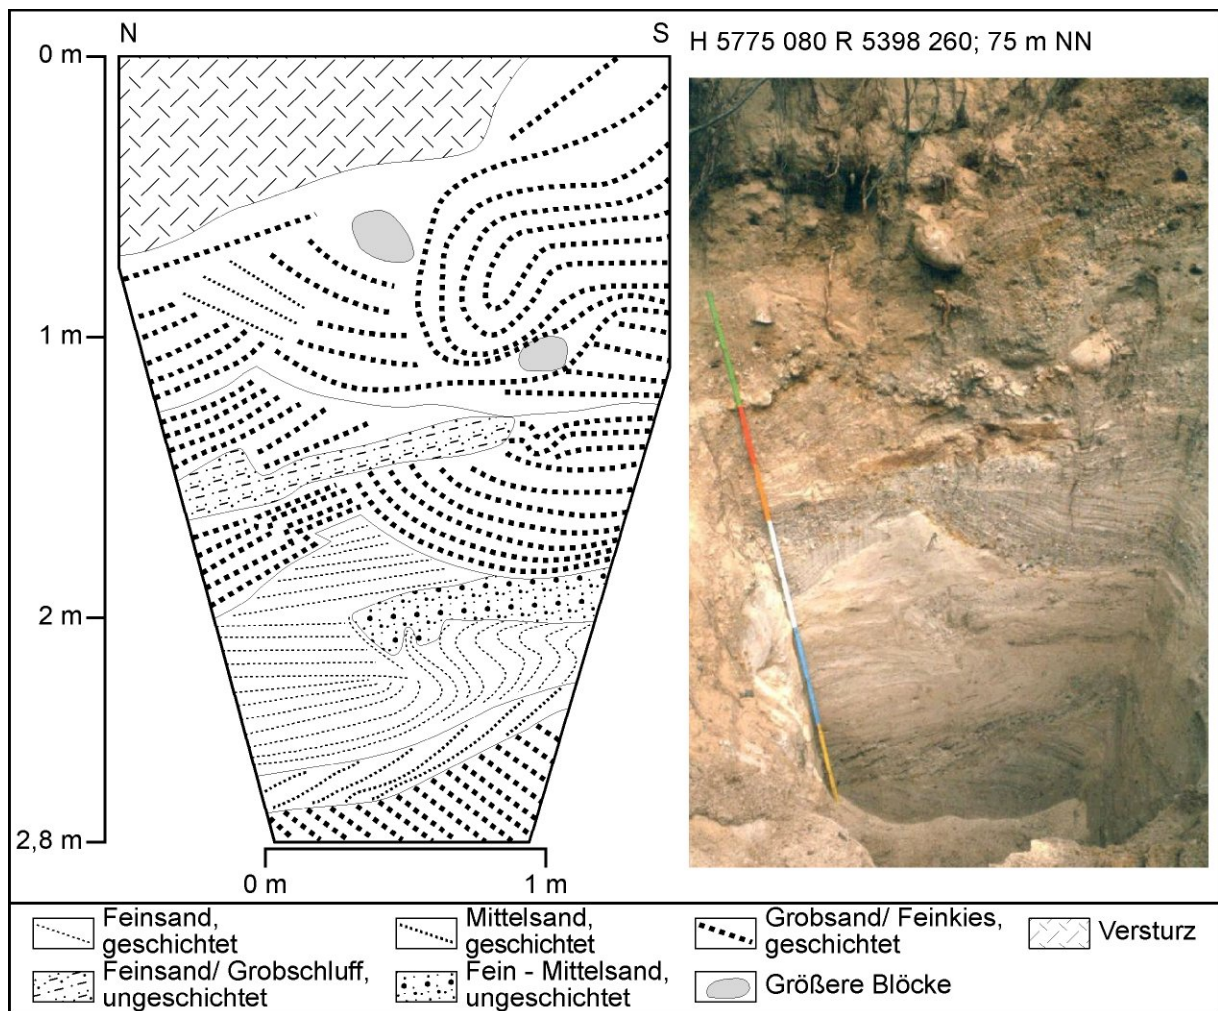 N
S
H 5775 080 R 5398 260; 75 m NN
0 m
1 m
2 m
2,8 m
0 m
1 m
Feinsand,
geschichtet
Mittelsand,
geschichtet
Grobsand/ Feinkies,
geschichtet
Versturz
Feinsand/ Grobschluff,
ungeschichtet
Fein - Mittelsand,
ungeschichtet
Größere Blöcke